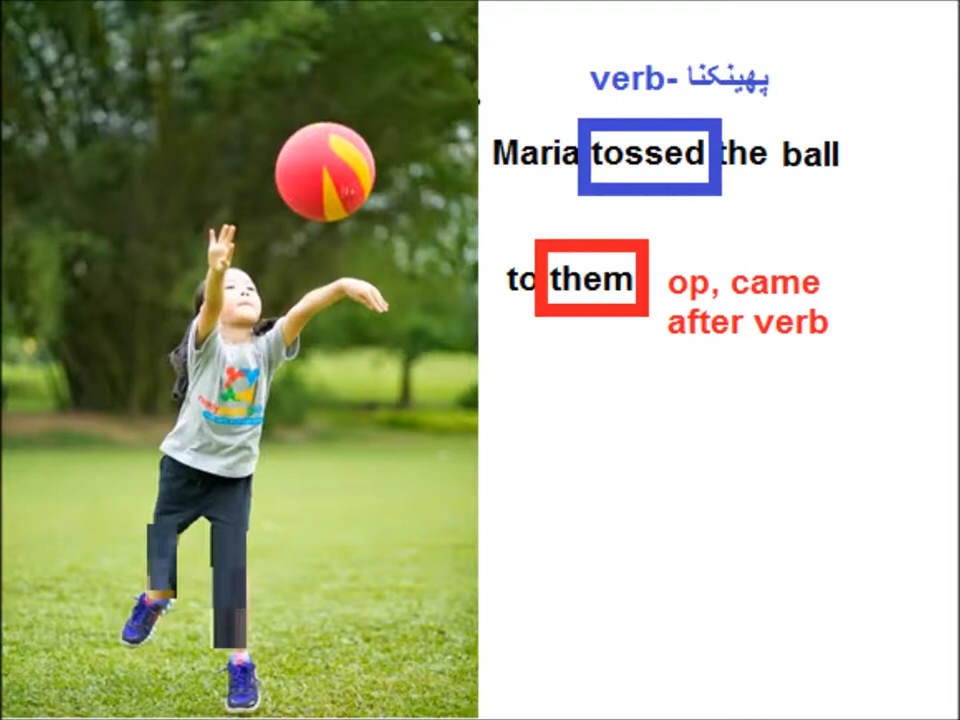 verb- پھینکنا
Maria tossed the ball
to them
op, came
after verb